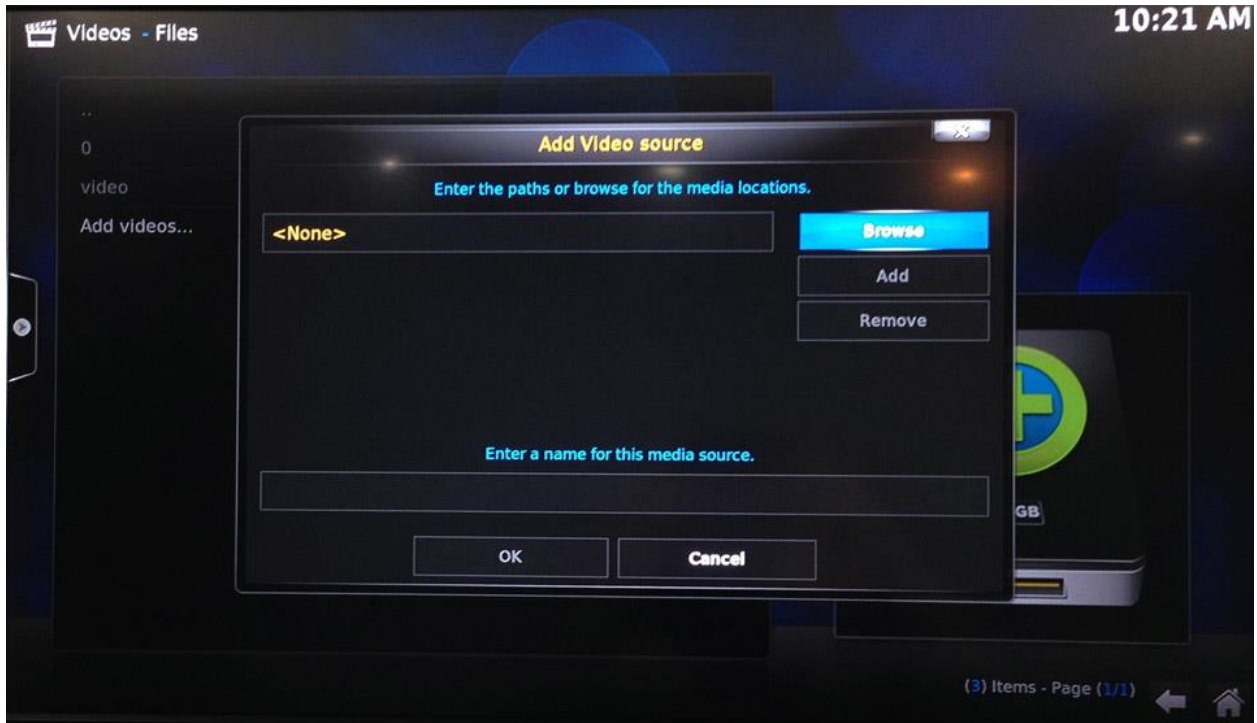 Videos - Files
10:21 AM
..
0
video
Add videos...
Add Video source
Enter the paths or browse for the media locations.
<None>
Browse
Add
Remove
Enter a name for this media source.
OK
Cancel
GB
(3) Items - Page (1/1)